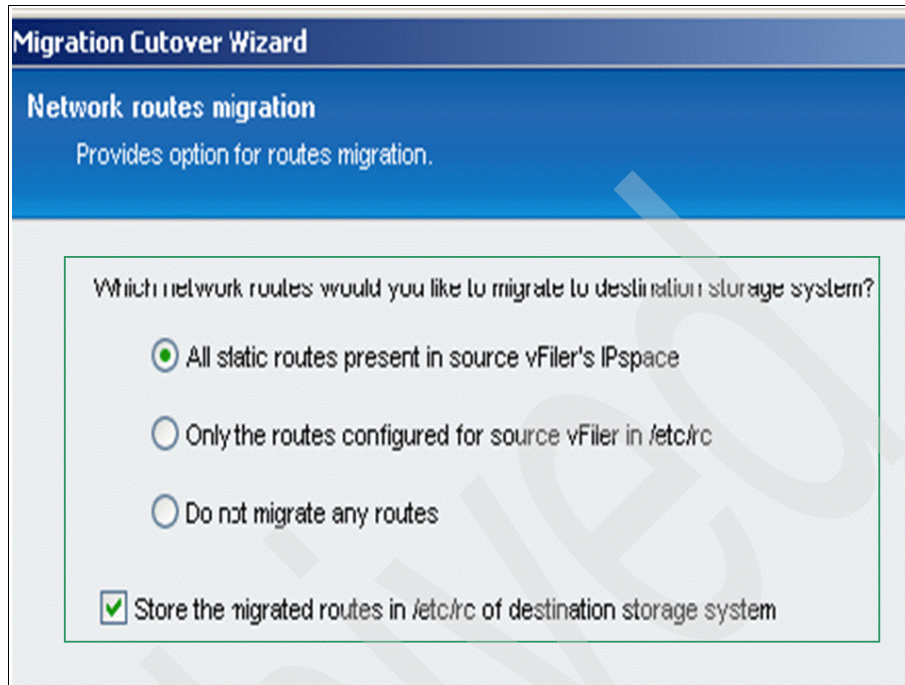 Migration Cutover Wizard
Network routes migration
Provides option for routes migration.
Which network routes would you like to migrate to destination storage system?
All static routes present in source vFiler's IPspace
Only the routes configured for source vFiler in /etc/rc
Do not migrate any routes
Store the migrated routes in /etc/rc of destination storage system